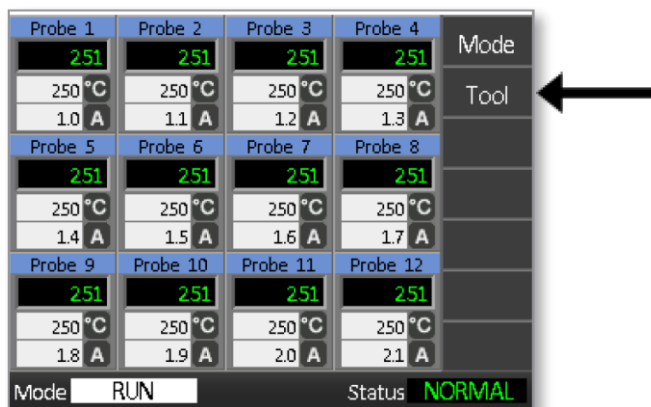 Probe 1 Probe 2 Probe 3 Probe 4 Mode
251 251 251 251
250 °C 250 °C 250 °C 250 °C Tool
1.0 A 1.1 A 1.2 A 1.3 A
Probe 5 Probe 6 Probe 7 Probe 8
251 251 251 251
250 °C 250 °C 250 °C 250 °C
1.4 A 1.5 A 1.6 A 1.7 A
Probe 9 Probe 10 Probe 11 Probe 12
251 251 251 251
250 °C 250 °C 250 °C 250 °C
1.8 A 1.9 A 2.0 A 2.1 A
Mode RUN Status NORMAL